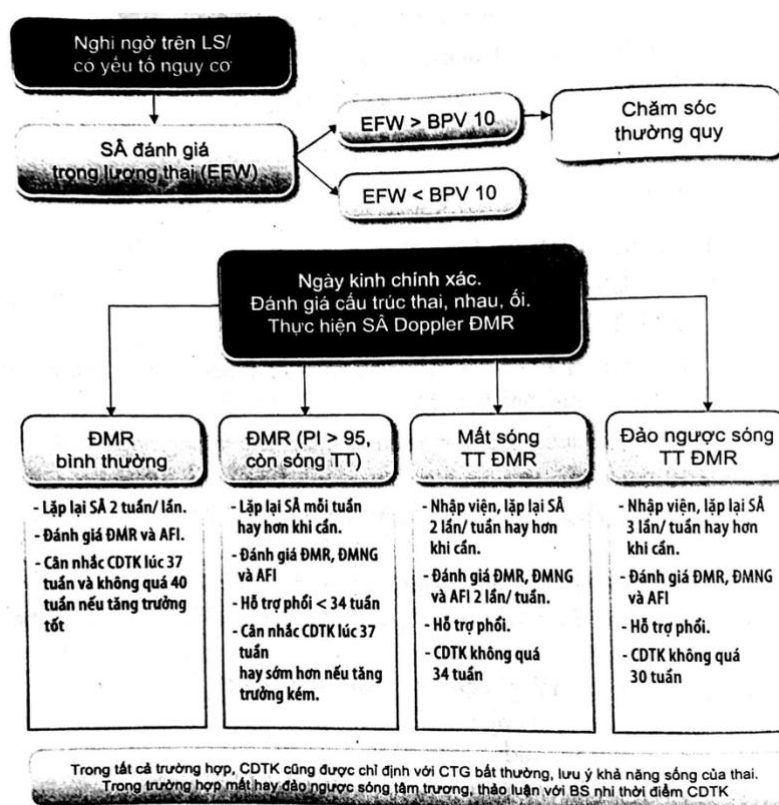 Nghi ngờ trên LS/
có yếu tố nguy cơ
SÂ đánh giá
trọng lượng thai (EFW)
EFW > BPV 10
EFW < BPV 10
Chăm sóc
thường quy
Ngày kinh chính xác.
Đánh giá cấu trúc thai, nhau, ối.
Thực hiện SÂ Doppler ĐMR
ĐMR
bình thường
- Lặp lại SÂ 2 tuần/ lần.
- Đánh giá ĐMR và AFI.
- Cân nhắc CDTK lúc 37
tuần và không quá 40
tuần nếu tăng trưởng
tốt
ĐMR (PI > 95,
còn sóng TT)
- Lặp lại SÂ mỗi tuần
hay hơn khi cần.
- Đánh giá ĐMR, ĐMNG
và AFI
- Hỗ trợ phổi < 34 tuần
- Cân nhắc CDTK lúc 37
tuần
hay sớm hơn nếu tăng
trưởng kém.
Mất sóng
TT ĐMR
- Nhập viện, lặp lại SÂ
2 lần/ tuần hay hơn
khi cần.
- Đánh giá ĐMR, ĐMNG
và AFI 2 lần/ tuần.
- Hỗ trợ phổi.
- CDTK không quá
34 tuần
Đảo ngược sóng
TT ĐMR
- Nhập viện, lặp lại SÂ
3 lần/ tuần hay hơn
khi cần.
- Đánh giá ĐMR, ĐMNG
và AFI
- Hỗ trợ phổi.
- CDTK không quá
30 tuần
Trong tất cả trường hợp, CDTK cũng được chỉ định với CTG bất thường, lưu ý khả năng sống của thai.
Trong trường hợp mất hay đảo ngược sóng tâm trương, thảo luận với BS nhi thời điểm CDTK